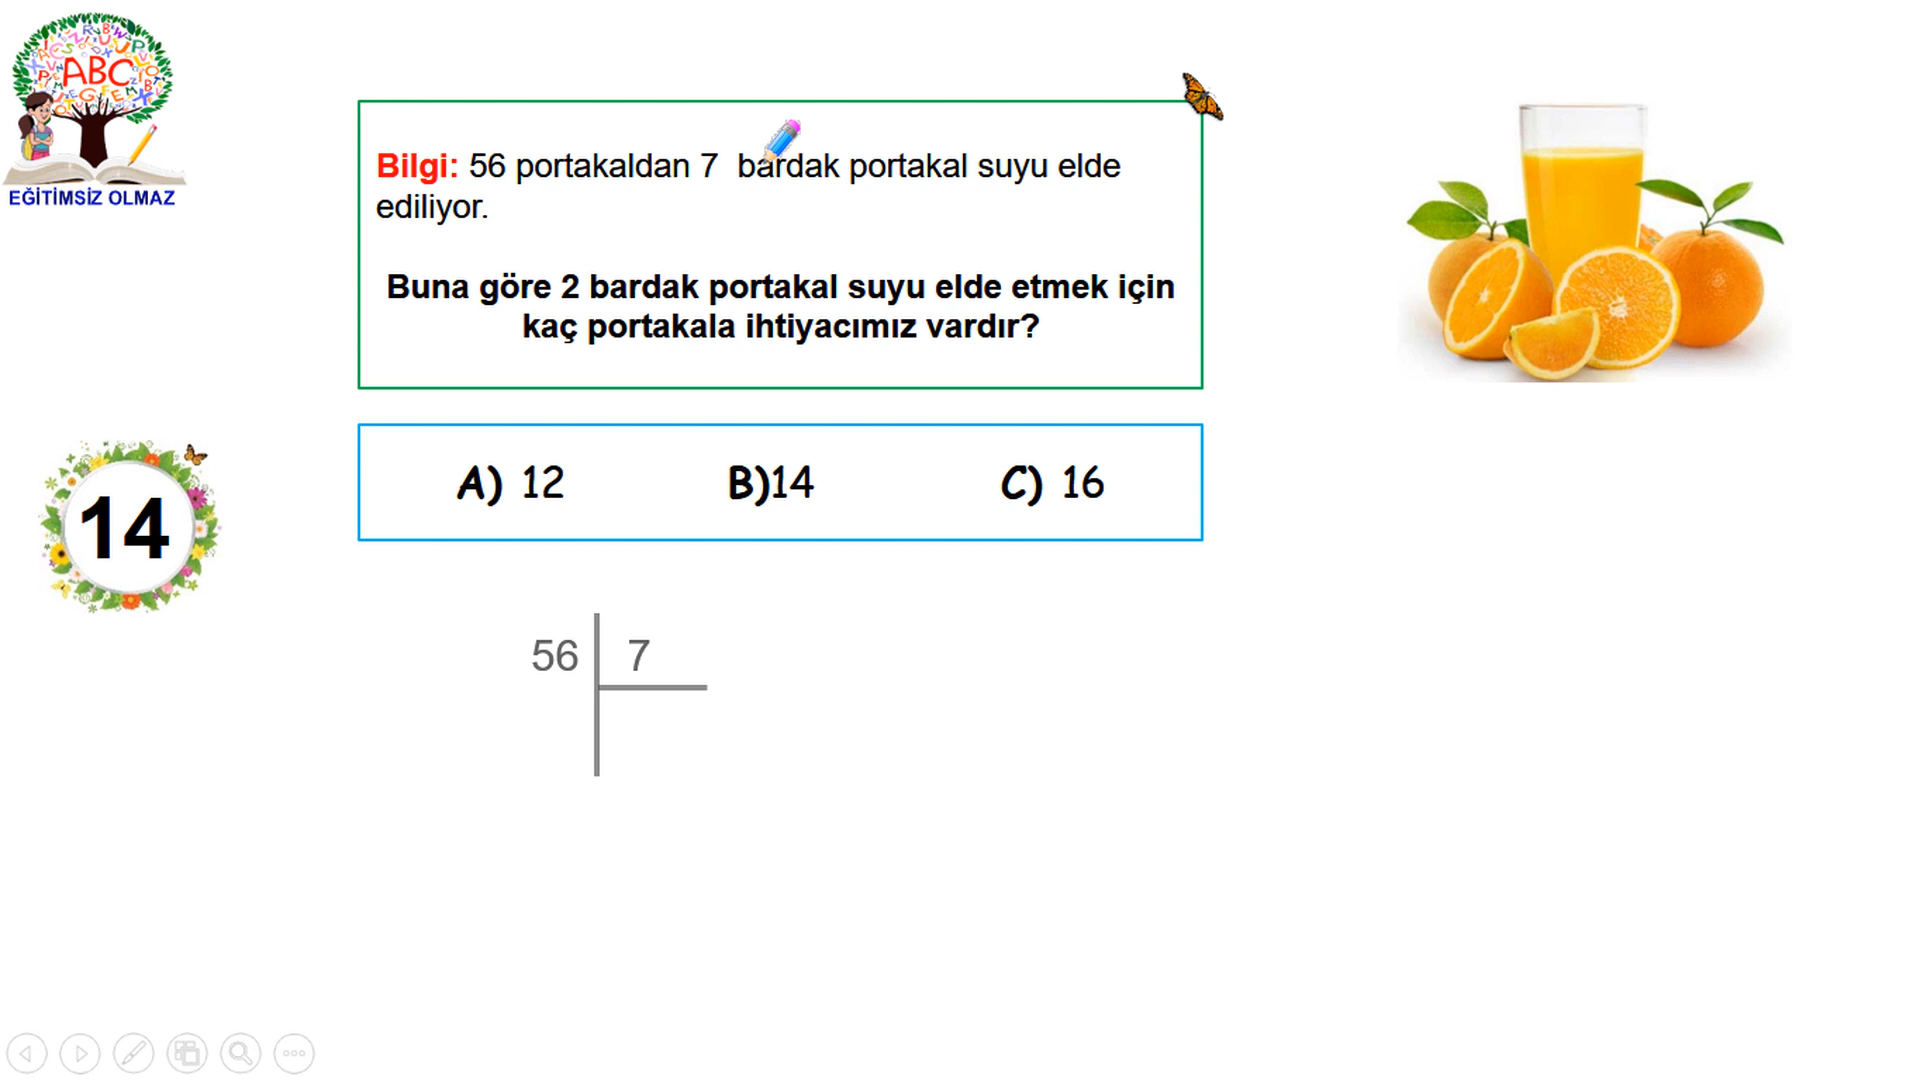 ABC
EĞİTİMSİZ OLMAZ
Bilgi: 56 portakaldan 7 bardak portakal suyu elde
ediliyor.
Buna göre 2 bardak portakal suyu elde etmek için
kaç portakala ihtiyacımız vardır?
14
A) 12 B)14 C) 16
56 7